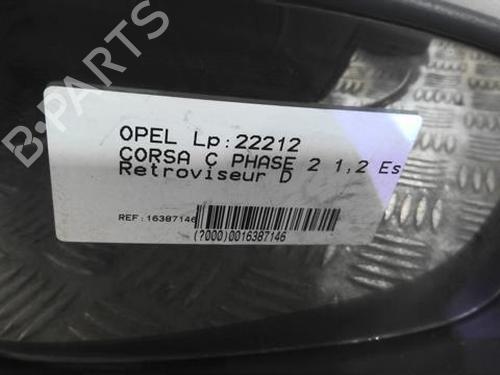 B-PARTS
OPEL Lp:22212
CORSA C PHASE 2 1,2 Es
Retroviseur D
REF:16387146
(7000)0016387146